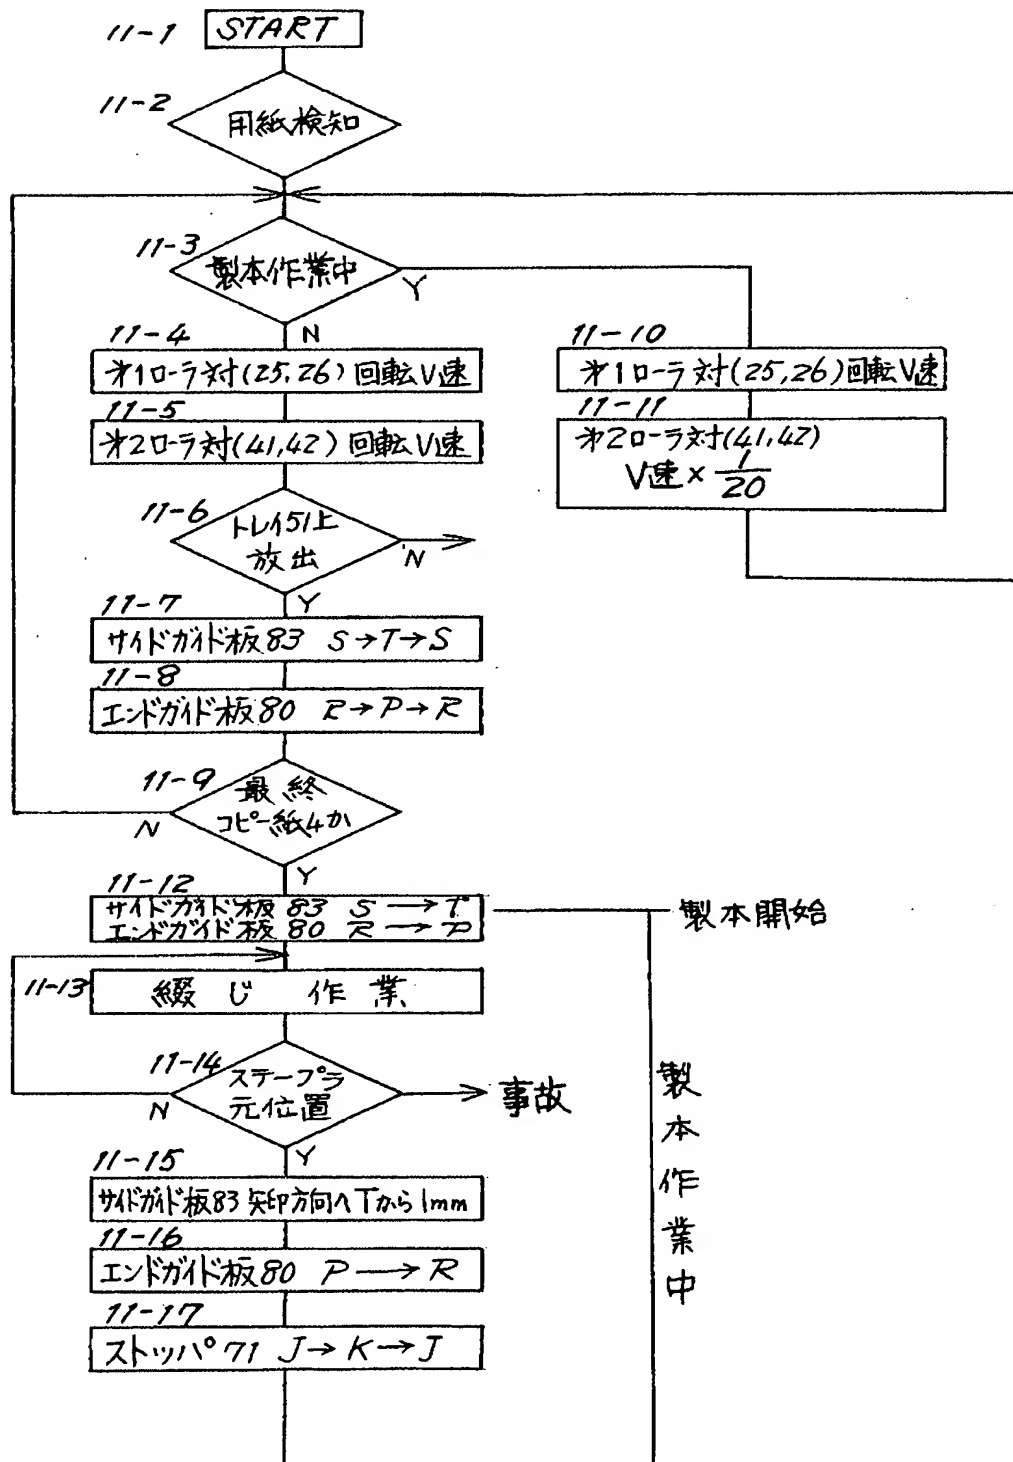 11-1 START
11-2
用紙検知
11-3
製本作業中
Y
N
11-4
才1ローラ対(25,26)回転V速
11-5
才2ローラ対(41,42)回転V速
11-10
才1ローラ対(25,26)回転V速
11-11
才2ローラ対(41,42)
V速×1/20
11-6
トレイ51上
放出
N
Y
11-7
サイドガイド板83 S→T→S
11-8
エンドガイド板80 R→P→R
11-9
最終
コピー紙4か
N
Y
11-12
サイドガイド板83 S→T
エンドガイド板80 R→P
製本開始
11-13
綴じ作業
11-14
ステープラ
元位置
N
事故
Y
製本作業中
11-15
サイドガイド板83矢印方向へTから1mm
11-16
エンドガイド板80 P→R
11-17
ストッパ71 J→K→J